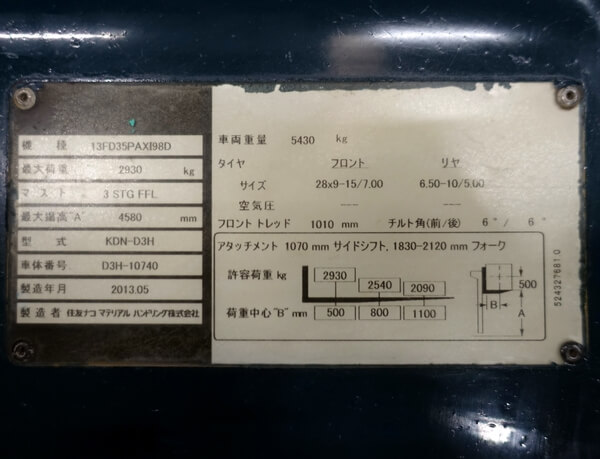 機 種 13FD35PAXI98D
最大荷重 2930 kg
マスト 3 STG FFL
最大揚高"A" 4580 mm
型 式 KDN-D3H
車体番号 D3H-10740
製造年月 2013.05
製造者 住友ナコ マテリアル ハンドリング株式会社
車両重量 5430 kg
タイヤ フロント リヤ
サイズ 28x9-15/7.00 6.50-10/5.00
空気圧 --- ---
フロント トレッド 1010 mm チルト角(前/後) 6°/ 6°
アタッチメント 1070 mm サイドシフト, 1830-2120 mm フォーク
許容荷重 kg 2930 2540 2090
荷重中心"B" mm 500 800 1100
500
B
A
524327681 0